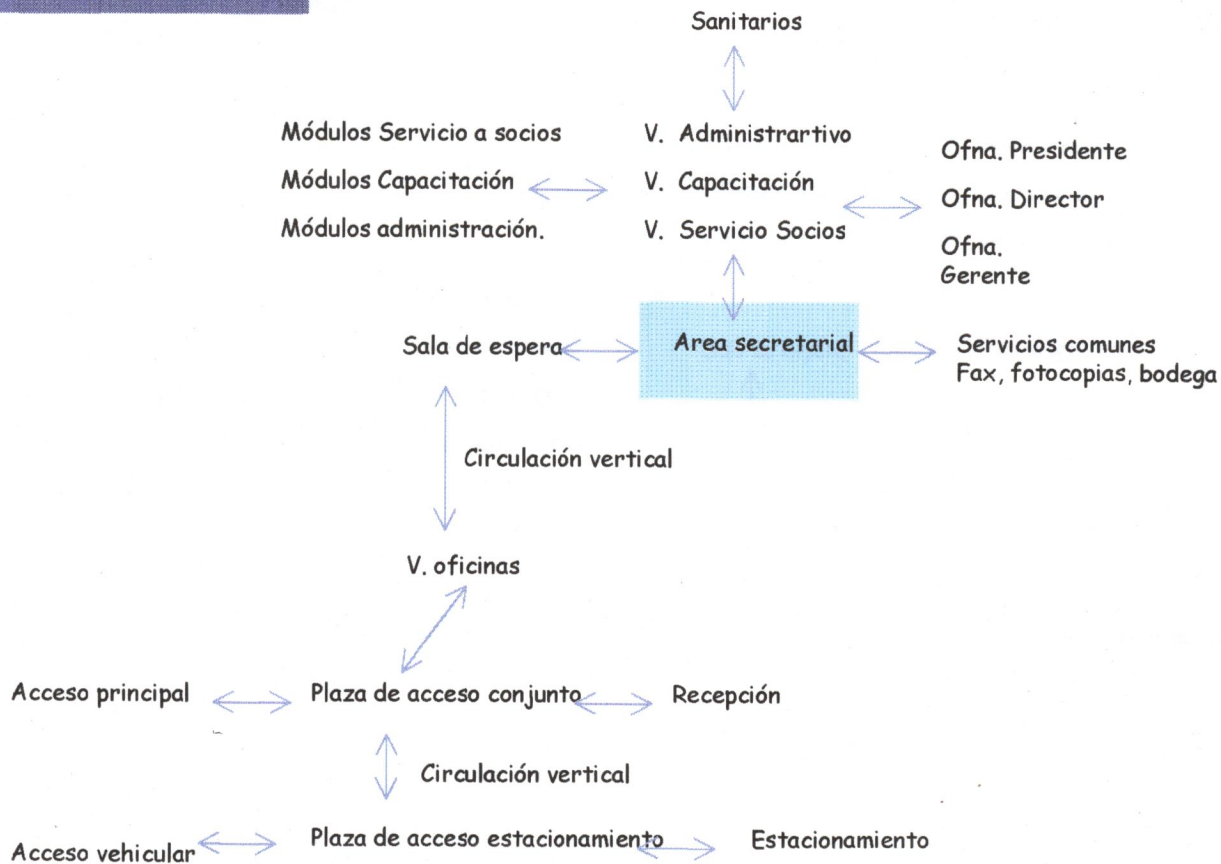 Sanitarios
Módulos Servicio a socios
V. Administrartivo
Ofna. Presidente
Módulos Capacitación
V. Capacitación
Ofna. Director
Módulos administración.
V. Servicio Socios
Ofna.
Gerente
Sala de espera
Area secretarial
Servicios comunes
Fax, fotocopias, bodega
Circulación vertical
V. oficinas
Acceso principal
Plaza de acceso conjunto
Recepción
Circulación vertical
Acceso vehicular
Plaza de acceso estacionamiento
Estacionamiento